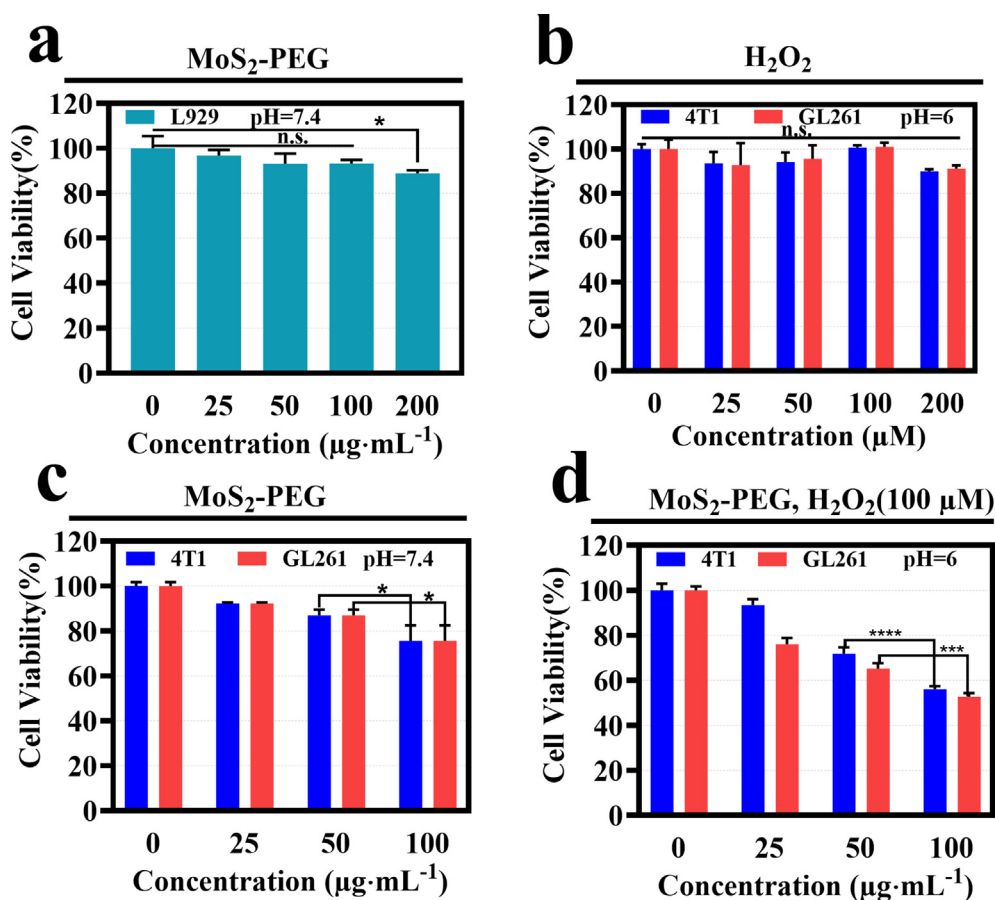 a
MoS₂-PEG
Cell Viability(%)
120
100
80
60
40
20
0
L929 pH=7.4
*
n.s.
0 25 50 100 200
Concentration (µg·mL⁻¹)
b
H₂O₂
Cell Viability(%)
120
100
80
60
40
20
0
4T1 GL261 pH=6
n.s.
0 25 50 100 200
Concentration (µM)
c
MoS₂-PEG
Cell Viability(%)
120
100
80
60
40
20
0
4T1 GL261 pH=7.4
* *
0 25 50 100
Concentration (µg·mL⁻¹)
d
MoS₂-PEG, H₂O₂(100 µM)
Cell Viability(%)
120
100
80
60
40
20
0
4T1 GL261 pH=6
**** ***
0 25 50 100
Concentration (µg·mL⁻¹)